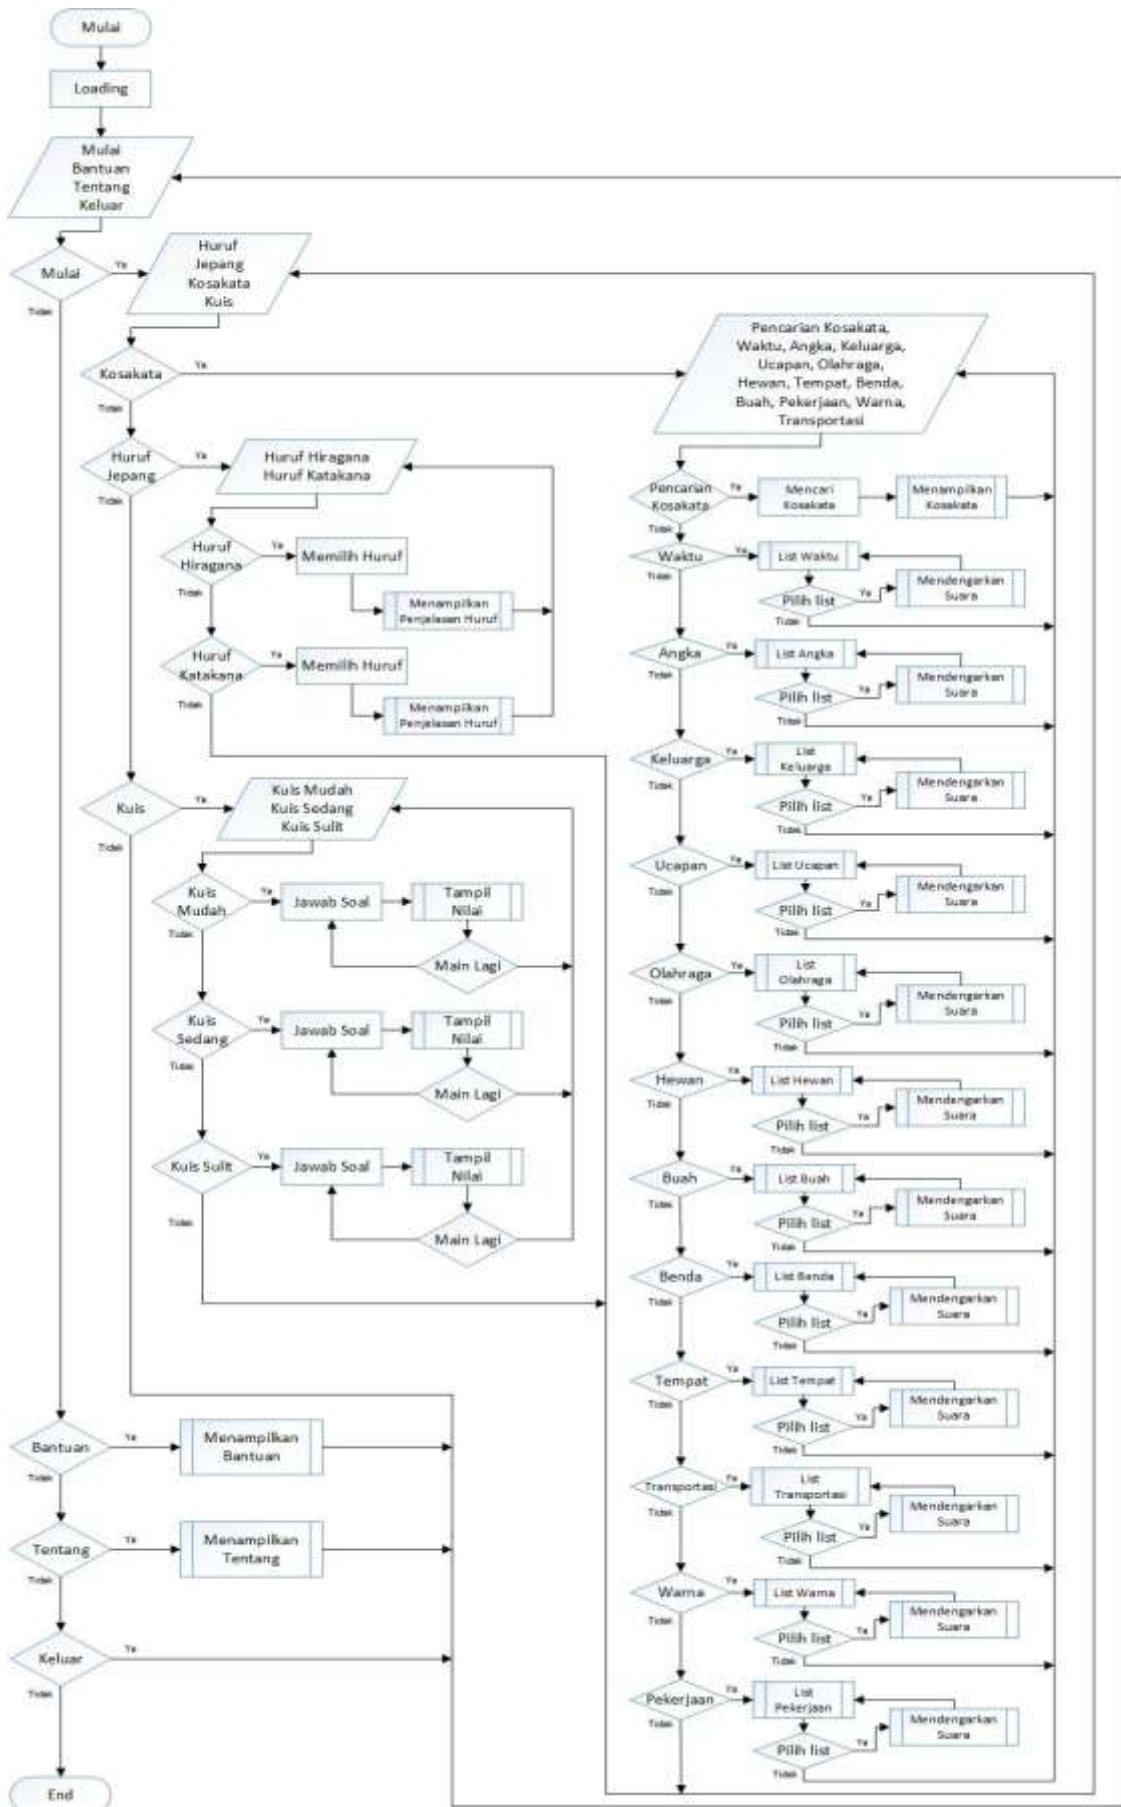 Mulai
Loading
Mulai
Bantuan
Tentang
Keluar
Mulai
Ya
Tidak
Huruf
Jepang
Kosakata
Kuis
Kosakata
Ya
Tidak
Huruf
Jepang
Ya
Tidak
Huruf Hiragana
Huruf Katakana
Huruf
Hiragana
Ya
Tidak
Memilih Huruf
Menampilkan
Penjelasan Huruf
Huruf
Katakana
Ya
Tidak
Memilih Huruf
Menampilkan
Penjelasan Huruf
Kuis
Ya
Tidak
Kuis Mudah
Kuis Sedang
Kuis Sulit
Kuis
Mudah
Ya
Tidak
Jawab Soal
Tampil
Nilai
Main Lagi
Kuis
Sedang
Ya
Tidak
Jawab Soal
Tampil
Nilai
Main Lagi
Kuis Sulit
Ya
Tidak
Jawab Soal
Tampil
Nilai
Main Lagi
Bantuan
Ya
Tidak
Menampilkan
Bantuan
Tentang
Ya
Tidak
Menampilkan
Tentang
Keluar
Ya
Tidak
End
Pencarian Kosakata,
Waktu, Angka, Keluarga,
Ucapan, Olahraga,
Hewan, Tempat, Benda,
Buah, Pekerjaan, Warna,
Transportasi
Pencarian
Kosakata
Ya
Tidak
Mencari
Kosakata
Menampilkan
Kosakata
Waktu
Ya
Tidak
List Waktu
Pilih list
Ya
Tidak
Mendengarkan
Suara
Angka
Ya
Tidak
List Angka
Pilih list
Ya
Tidak
Mendengarkan
Suara
Keluarga
Ya
Tidak
List
Keluarga
Pilih list
Ya
Tidak
Mendengarkan
Suara
Ucapan
Ya
Tidak
List Ucapan
Pilih list
Ya
Tidak
Mendengarkan
Suara
Olahraga
Ya
Tidak
List
Olahraga
Pilih list
Ya
Tidak
Mendengarkan
Suara
Hewan
Ya
Tidak
List Hewan
Pilih list
Ya
Tidak
Mendengarkan
Suara
Buah
Ya
Tidak
List Buah
Pilih list
Ya
Tidak
Mendengarkan
Suara
Benda
Ya
Tidak
List Benda
Pilih list
Ya
Tidak
Mendengarkan
Suara
Tempat
Ya
Tidak
List Tempat
Pilih list
Ya
Tidak
Mendengarkan
Suara
Transportasi
Ya
Tidak
List
Transportasi
Pilih list
Ya
Tidak
Mendengarkan
Suara
Warna
Ya
Tidak
List Warna
Pilih list
Ya
Tidak
Mendengarkan
Suara
Pekerjaan
Ya
Tidak
List
Pekerjaan
Pilih list
Ya
Tidak
Mendengarkan
Suara